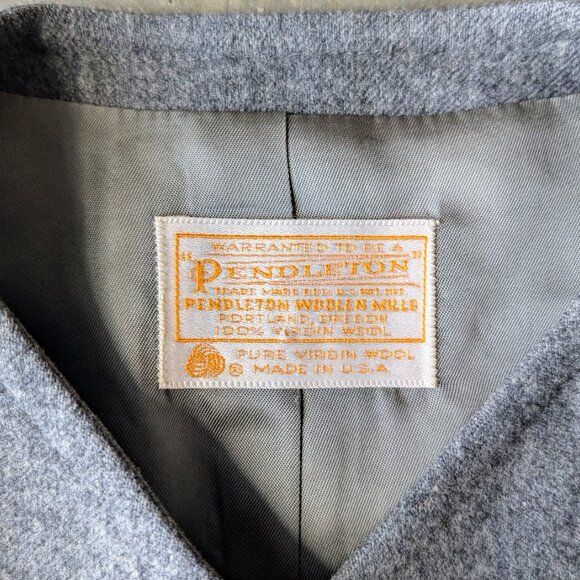 WARRANTED TO BE A
"PENDLETON"
TRADE MARK REG. U.S. PAT. OFF.
PENDLETON WOOLEN MILLS
PORTLAND, OREGON
100% VIRGIN WOOL
® PURE VIRGIN WOOL
MADE IN U.S.A.